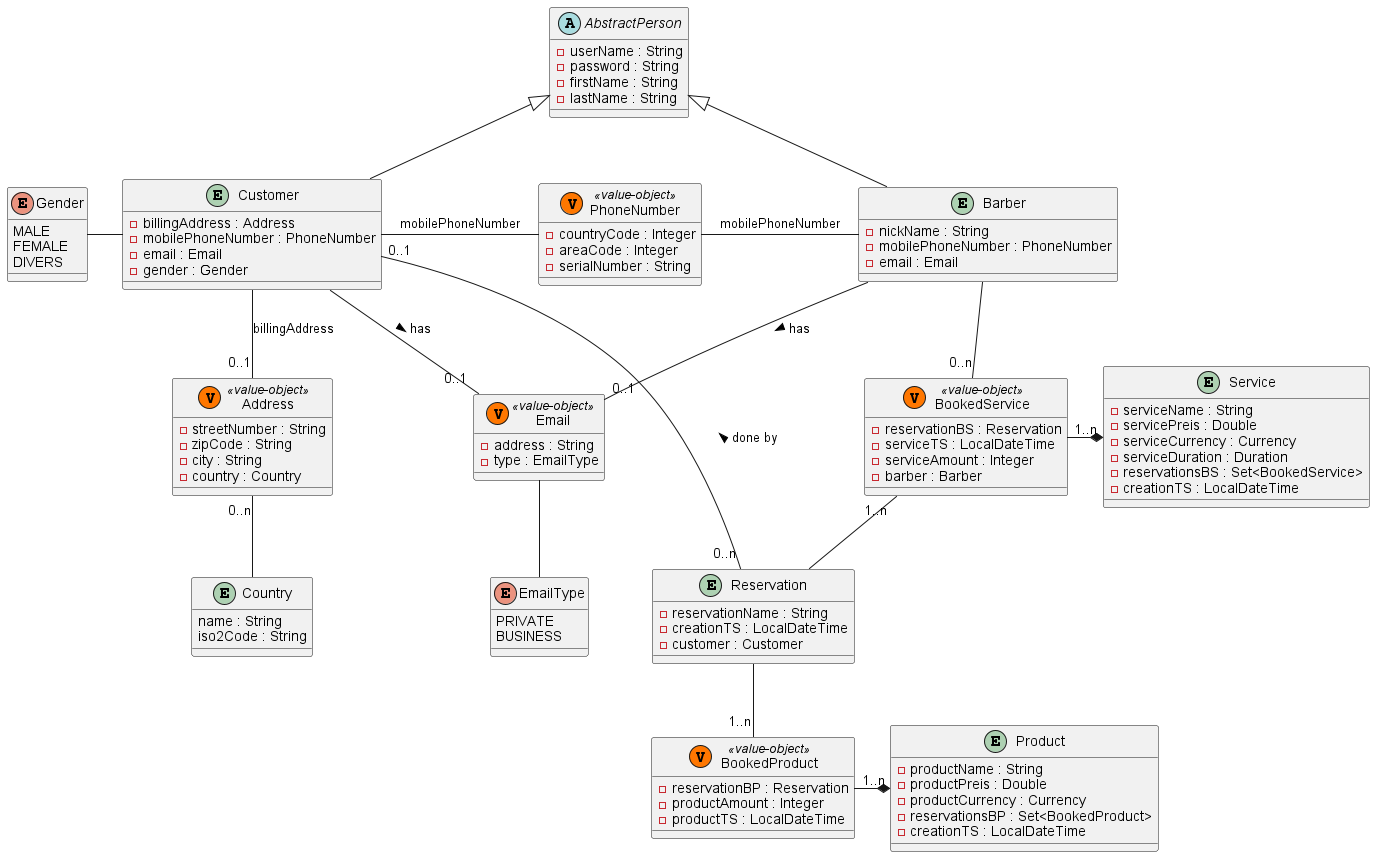 A AbstractPerson
userName : String
password : String
firstName : String
lastName : String
E Gender
MALE
FEMALE
DIVERS
E Customer
billingAddress : Address
mobilePhoneNumber : PhoneNumber
email : Email
gender : Gender
mobilePhoneNumber
0..1
V «value-object»
PhoneNumber
countryCode : Integer
areaCode : Integer
serialNumber : String
mobilePhoneNumber
E Barber
nickName : String
mobilePhoneNumber : PhoneNumber
email : Email
billingAddress
0..1
has
0..1
has
0..1
0..n
V «value-object»
Address
streetNumber : String
zipCode : String
city : String
country : Country
0..n
V «value-object»
Email
address : String
type : EmailType
done by
0..n
V «value-object»
BookedService
reservationBS : Reservation
serviceTS : LocalDateTime
serviceAmount : Integer
barber : Barber
1..n
1..n
E Service
serviceName : String
servicePreis : Double
serviceCurrency : Currency
serviceDuration : Duration
reservationsBS : Set<BookedService>
creationTS : LocalDateTime
E Country
name : String
iso2Code : String
E EmailType
PRIVATE
BUSINESS
E Reservation
reservationName : String
creationTS : LocalDateTime
customer : Customer
1..n
V «value-object»
BookedProduct
reservationBP : Reservation
productAmount : Integer
productTS : LocalDateTime
1..n
E Product
productName : String
productPreis : Double
productCurrency : Currency
reservationsBP : Set<BookedProduct>
creationTS : LocalDateTime